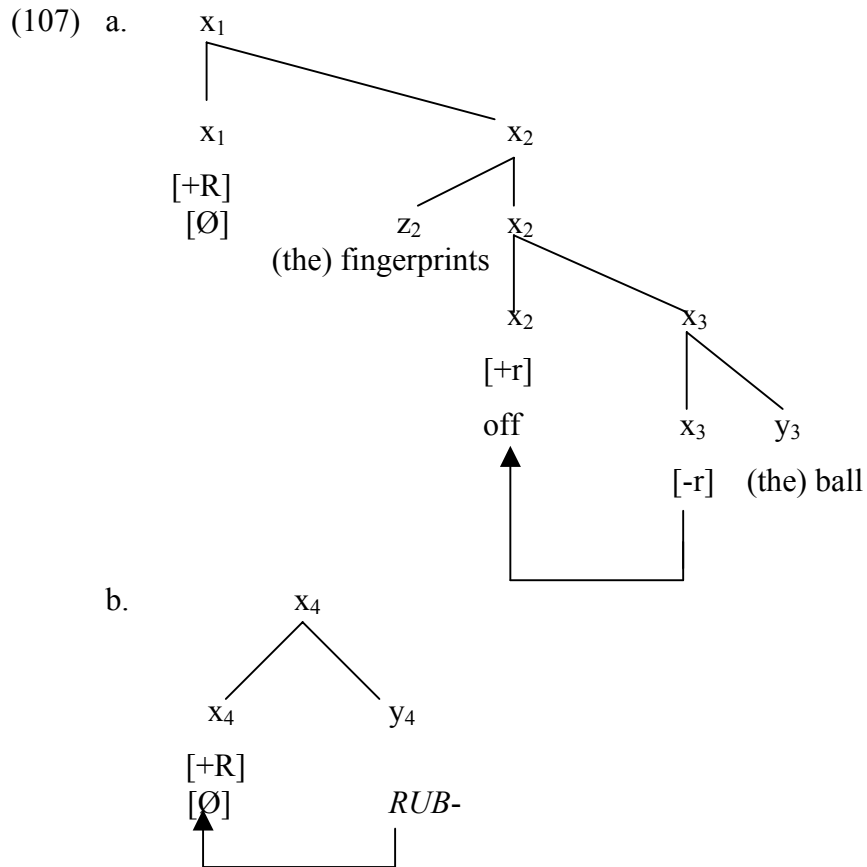 (107) a. x₁
x₁ x₂
[+R]
[Ø] z₂ x₂
(the) fingerprints
x₂ x₃
[+r]
off x₃ y₃
[-r] (the) ball
b. x₄
x₄ y₄
[+R]
[Ø] RUB-